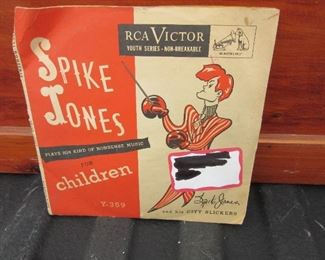 RCA VICTOR
YOUTH SERIES - NON-BREAKABLE
SPIKE
JONES
PLAYS HIS KIND OF NONSENSE MUSIC
FOR
children
Y-359
Spike Jones
and his CITY SLICKERS